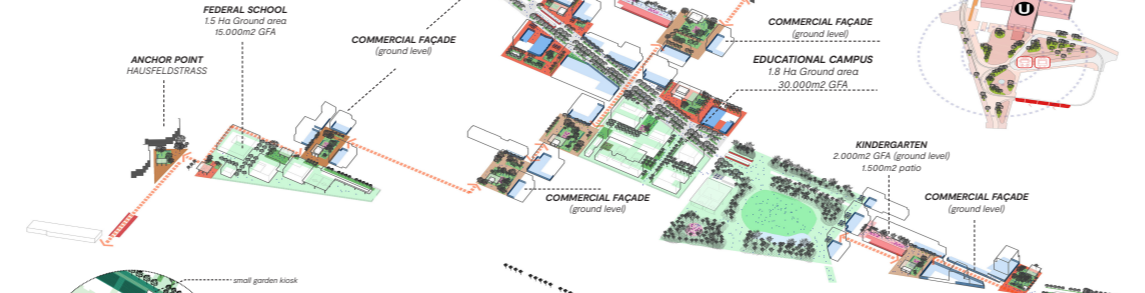 FEDERAL SCHOOL
1.5 Ha Ground area
15.000m2 GFA
COMMERCIAL FAÇADE
(ground level)
ANCHOR POINT
HAUSFELDSTRASS
COMMERCIAL FAÇADE
(ground level)
EDUCATIONAL CAMPUS
1.8 Ha Ground area
30.000m2 GFA
U
KINDERGARTEN
2.000m2 GFA (ground level)
1.500m2 patio
COMMERCIAL FAÇADE
(ground level)
COMMERCIAL FAÇADE
(ground level)
small garden kiosk